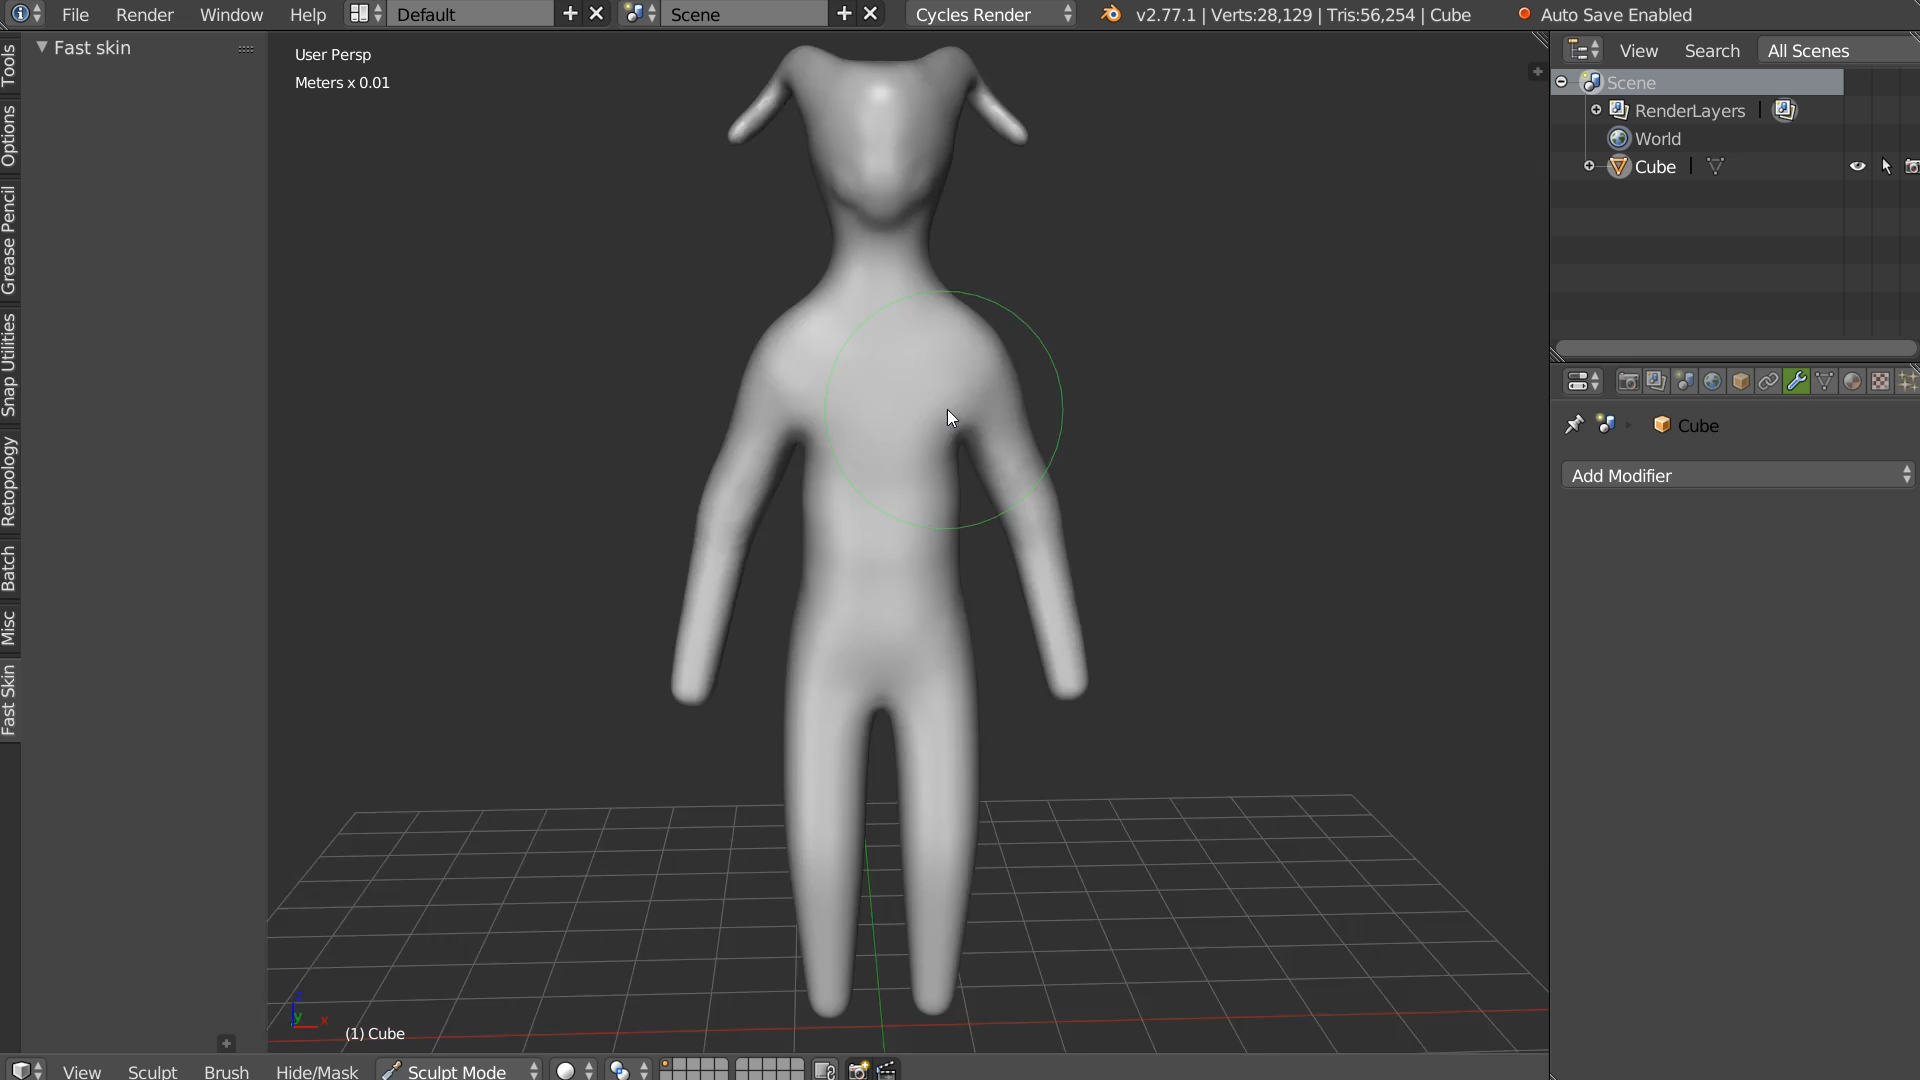 File Render Window Help Default Scene Cycles Render v2.77.1 | Verts:28,129 | Tris:56,254 | Cube Auto Save Enabled
Fast skin
Tools
Options
Grease Pencil
Snap Utilities
Retopology
Batch
Misc
Fast Skin
User Persp
Meters x 0.01
z
y x
(1) Cube
View Search All Scenes
Scene
RenderLayers
World
Cube
Cube
Add Modifier
View Sculpt Brush Hide/Mask Sculpt Mode